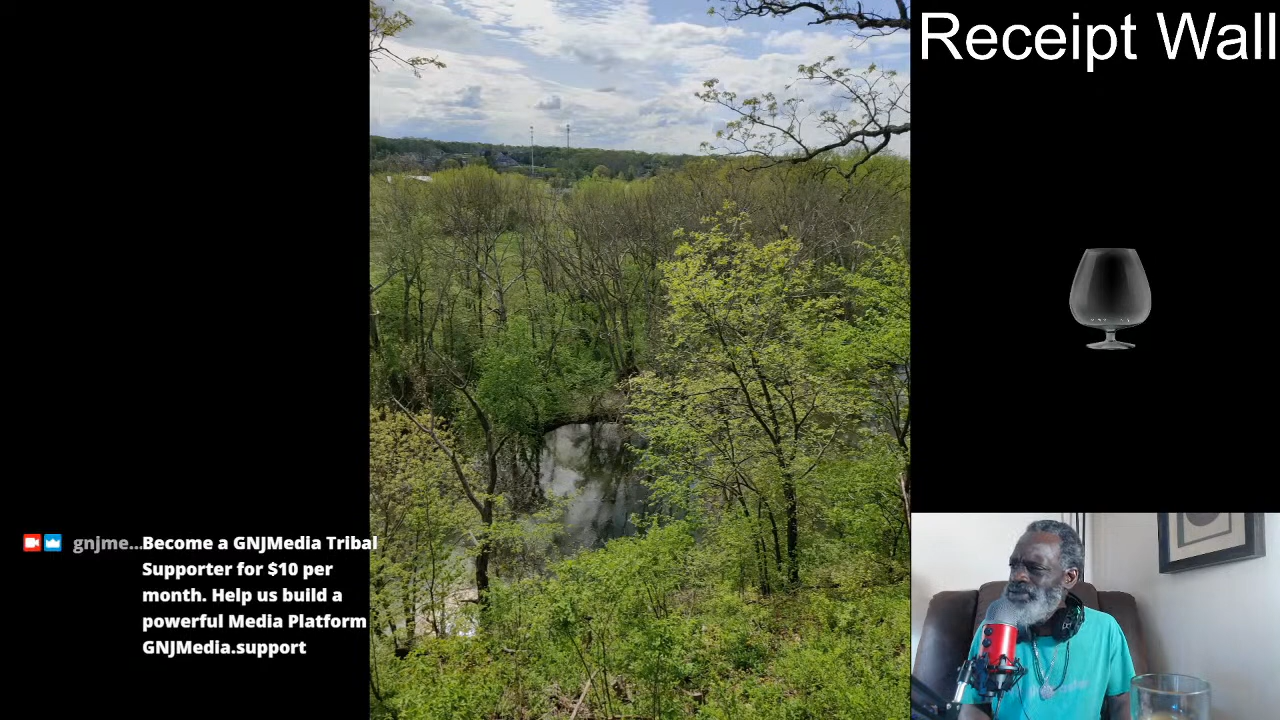 Receipt Wall
gnjme...Become a GNJMedia Tribal
Supporter for $10 per
month. Help us build a
powerful Media Platform
GNJMedia.support